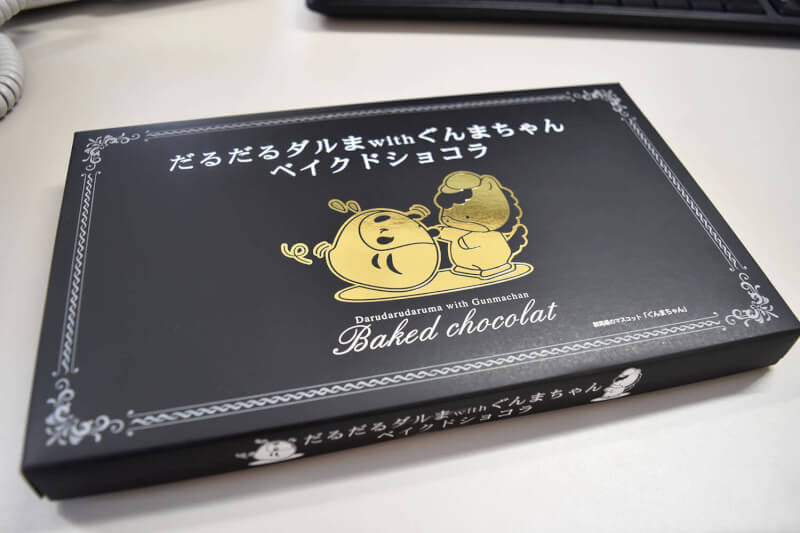 だるだるダルまwithぐんまちゃん
ベイクドショコラ
Darudarudaruma with Gunmachan
Baked chocolat
群馬県のマスコット「ぐんまちゃん」
だるだるダルまwithぐんまちゃん
ベイクドショコラ